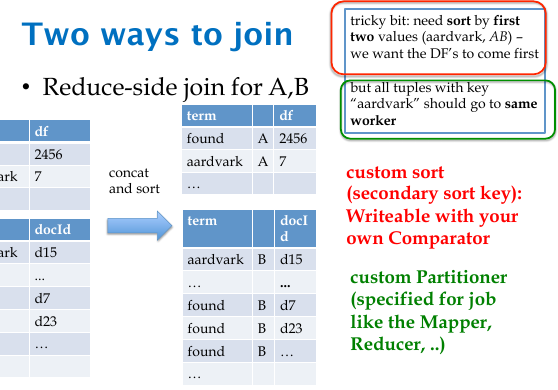 Two ways to join
• Reduce-side join for A,B
tricky bit: need sort by first
two values (aardvark, AB) –
we want the DF's to come first
but all tuples with key
"aardvark" should go to same
worker
df
2456
ark 7
docId
ark d15
...
d7
d23
…
concat
and sort
term df
found A 2456
aardvark A 7
…
term docI
d
aardvark B d15
… ...
found B d7
found B d23
found B …
…
custom sort
(secondary sort key):
Writeable with your
own Comparator
custom Partitioner
(specified for job
like the Mapper,
Reducer, ..)